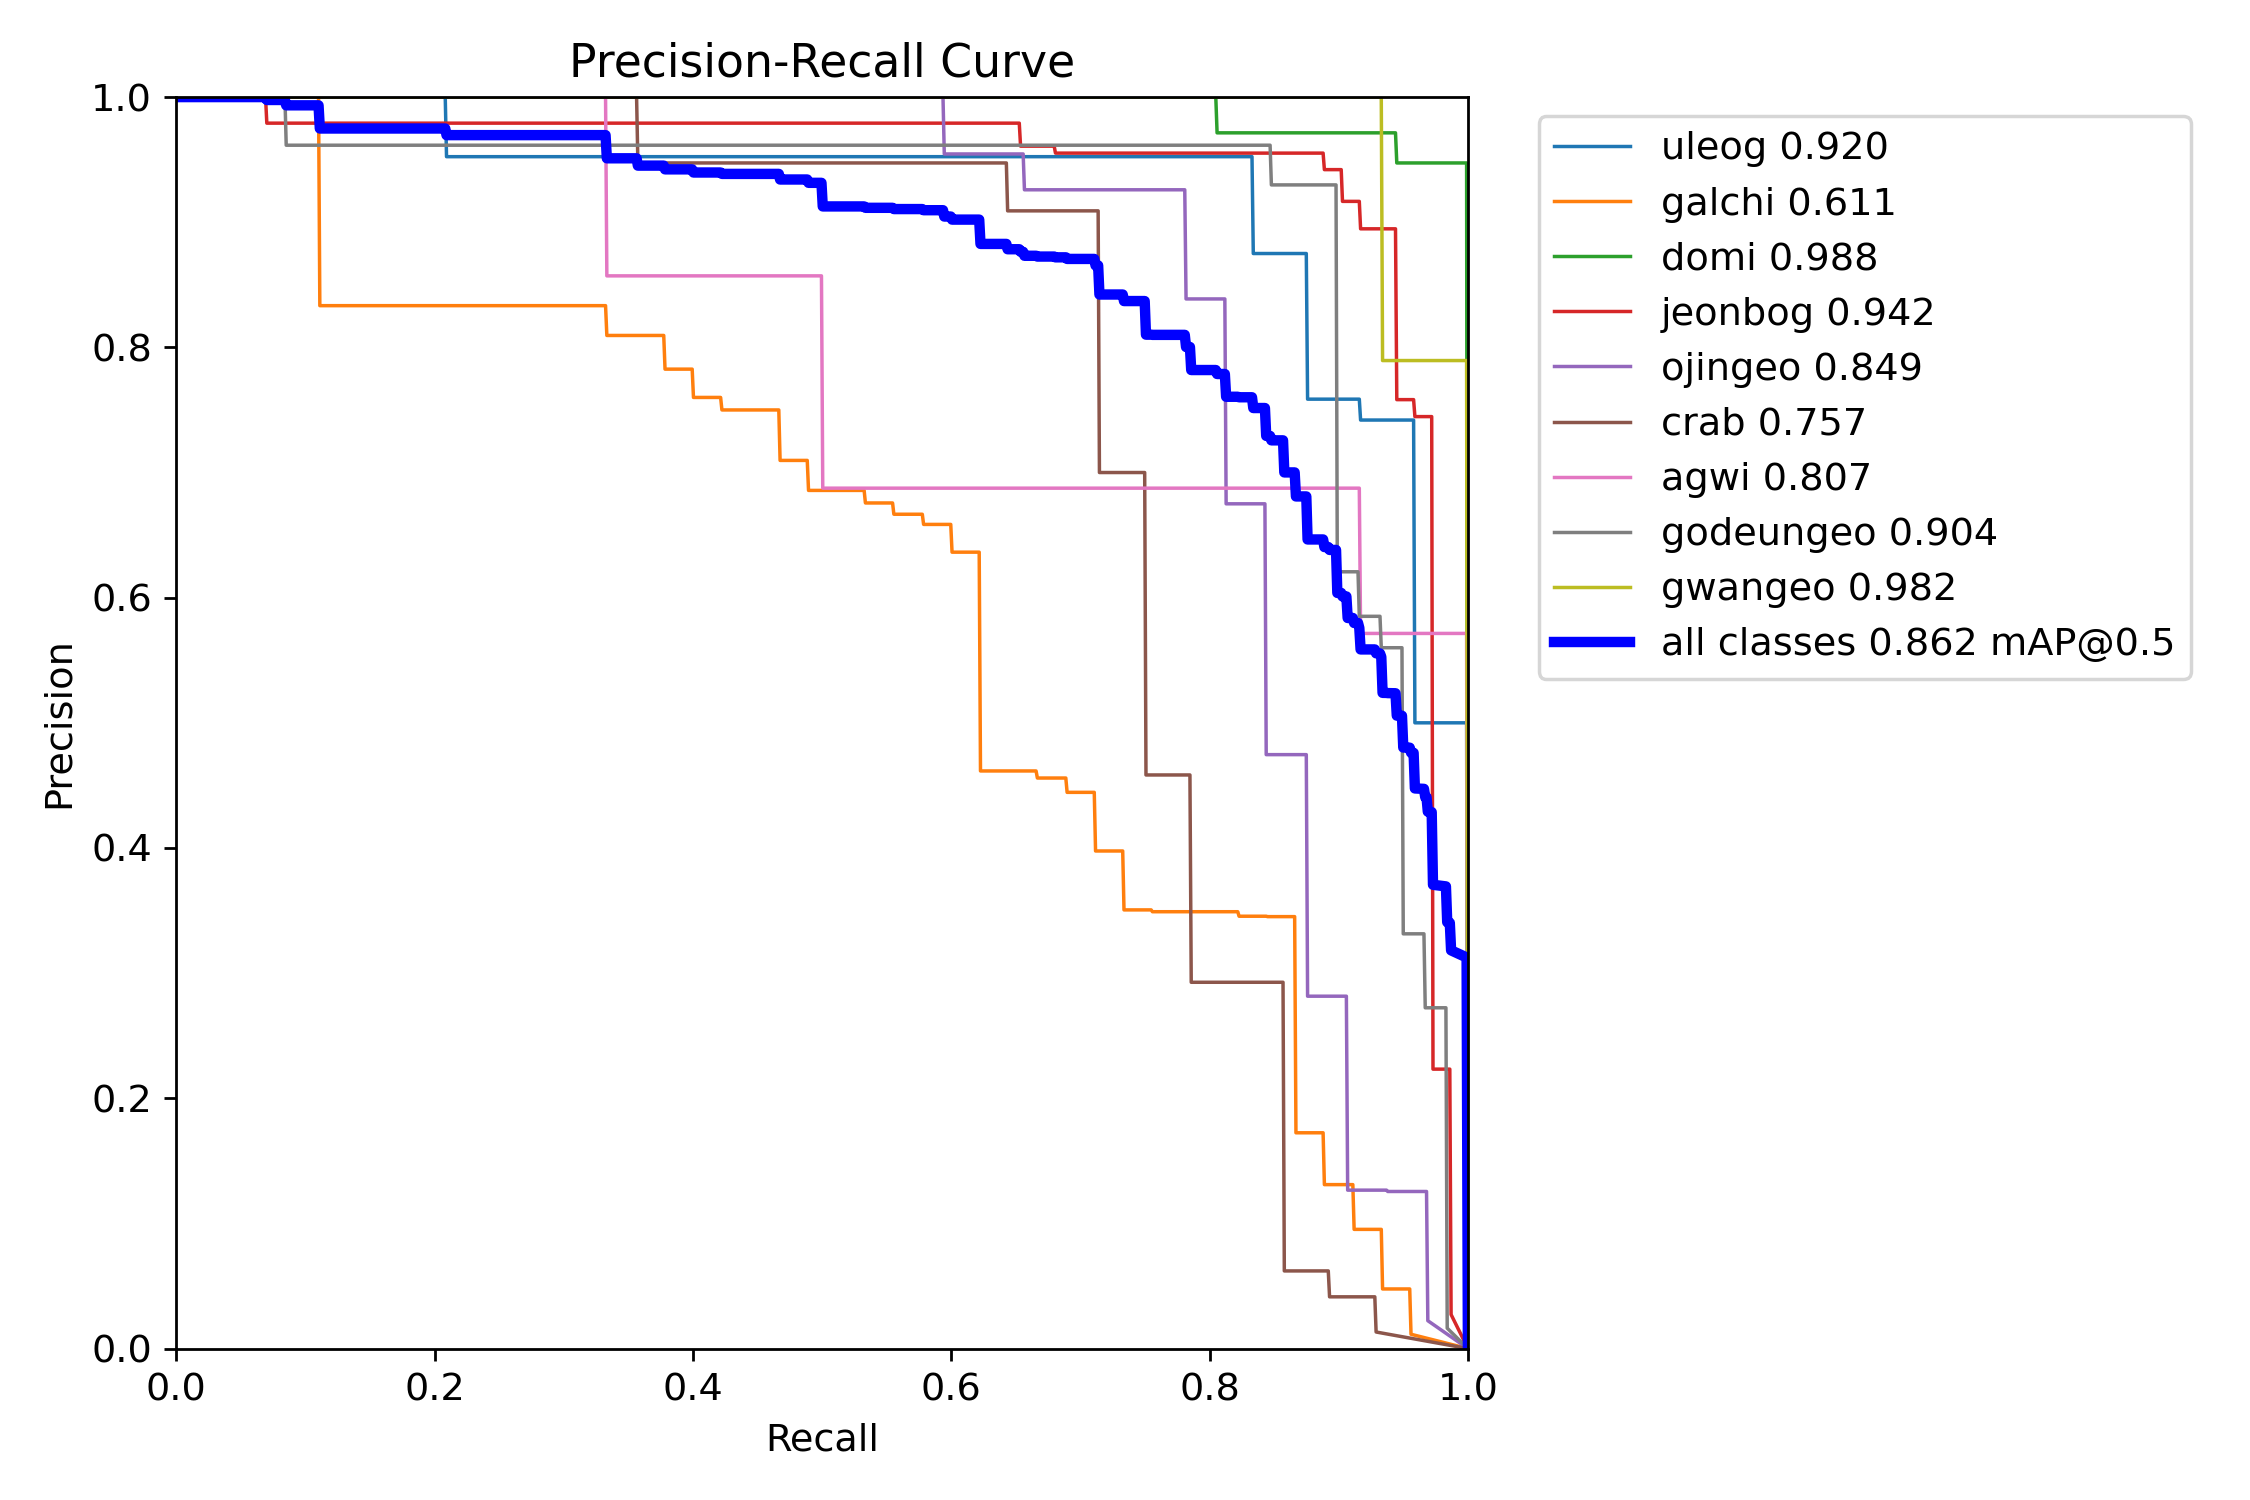 Precision-Recall Curve
1.0
0.8
0.6
0.4
0.2
0.0
Precision
0.0 0.2 0.4 0.6 0.8 1.0
Recall
uleog 0.920
galchi 0.611
domi 0.988
jeonbog 0.942
ojingeo 0.849
crab 0.757
agwi 0.807
godeungeo 0.904
gwangeo 0.982
all classes 0.862 mAP@0.5